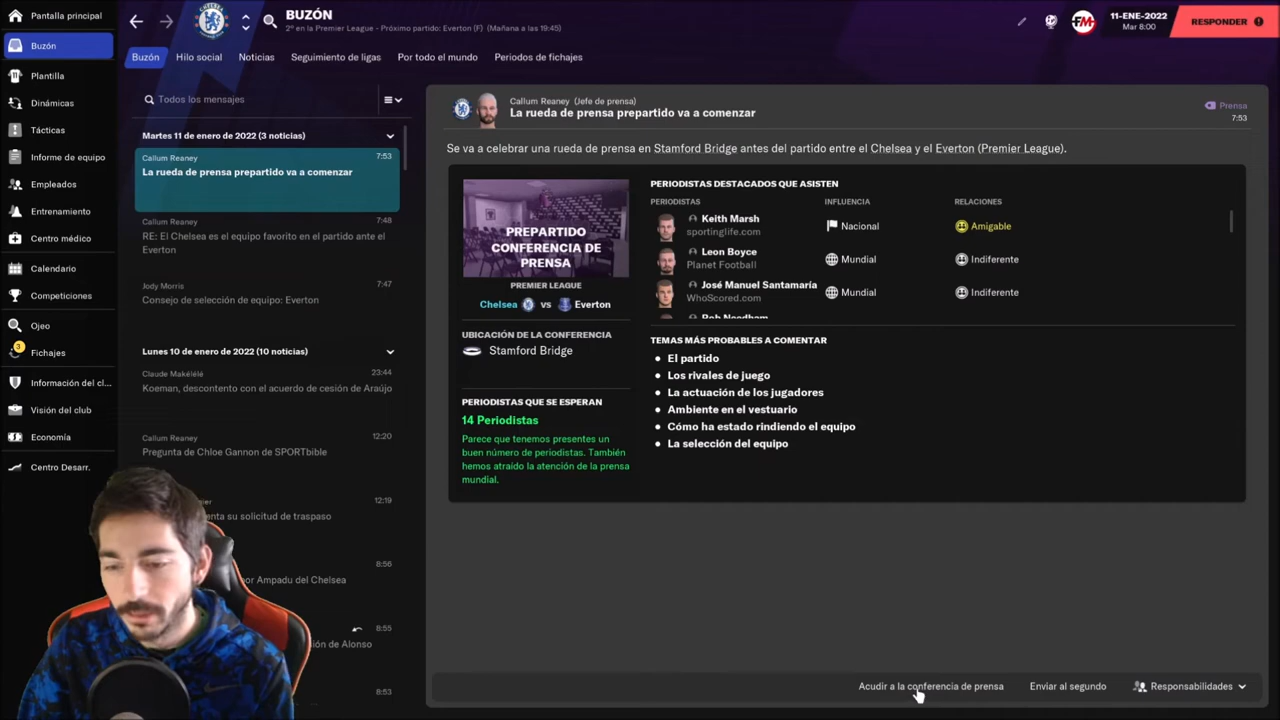 Pantalla principal
BUZÓN
2º en la Premier League - Próximo partido: Everton (F) (Mañana a las 19:45)
FM
11-ENE-2022
Mar 8:00
RESPONDER
Buzón
Plantilla
Dinámicas
Tácticas
Informe de equipo
Empleados
Entrenamiento
Centro médico
Calendario
Competiciones
Ojeo
3
Fichajes
Información del cl...
Visión del club
Economía
Centro Desarr.
Buzón
Hilo social
Noticias
Seguimiento de ligas
Por todo el mundo
Periodos de fichajes
Todos los mensajes
Martes 11 de enero de 2022 (3 noticias)
Callum Reaney
7:53
La rueda de prensa prepartido va a comenzar
Callum Reaney
7:48
RE: El Chelsea es el equipo favorito en el partido ante el
Everton
Jody Morris
7:47
Consejo de selección de equipo: Everton
Lunes 10 de enero de 2022 (10 noticias)
Claude Makélélé
23:44
Koeman, descontento con el acuerdo de cesión de Araújo
Callum Reaney
12:20
Pregunta de Chloe Gannon de SPORTbible
12:19
enta su solicitud de traspaso
8:56
por Ampadu del Chelsea
8:55
sión de Alonso
8:53
Callum Reaney (Jefe de prensa)
La rueda de prensa prepartido va a comenzar
Prensa
7:53
Se va a celebrar una rueda de prensa en Stamford Bridge antes del partido entre el Chelsea y el Everton (Premier League).
PREPARTIDO
CONFERENCIA DE
PRENSA
PREMIER LEAGUE
Chelsea vs Everton
UBICACIÓN DE LA CONFERENCIA
Stamford Bridge
PERIODISTAS QUE SE ESPERAN
14 Periodistas
Parece que tenemos presentes un
buen número de periodistas. También
hemos atraído la atención de la prensa
mundial.
PERIODISTAS DESTACADOS QUE ASISTEN
PERIODISTAS
INFLUENCIA
RELACIONES
Keith Marsh
sportinglife.com
Nacional
Amigable
Leon Boyce
Planet Football
Mundial
Indiferente
José Manuel Santamaría
WhoScored.com
Mundial
Indiferente
Rob Needham
TEMAS MÁS PROBABLES A COMENTAR
El partido
Los rivales de juego
La actuación de los jugadores
Ambiente en el vestuario
Cómo ha estado rindiendo el equipo
La selección del equipo
Acudir a la conferencia de prensa
Enviar al segundo
Responsabilidades